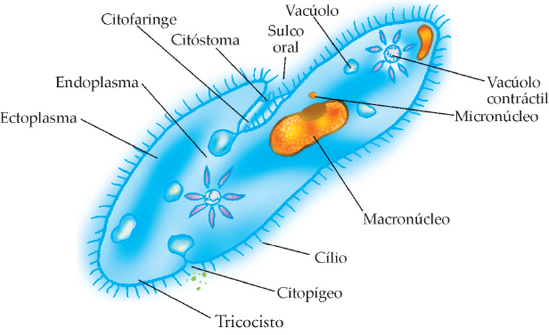 Citofaringe
Citóstoma
Sulco
oral
Vacúolo
Endoplasma
Ectoplasma
Vacúolo
contráctil
Micronúcleo
Macronúcleo
Cílio
Citopígeo
Tricocisto